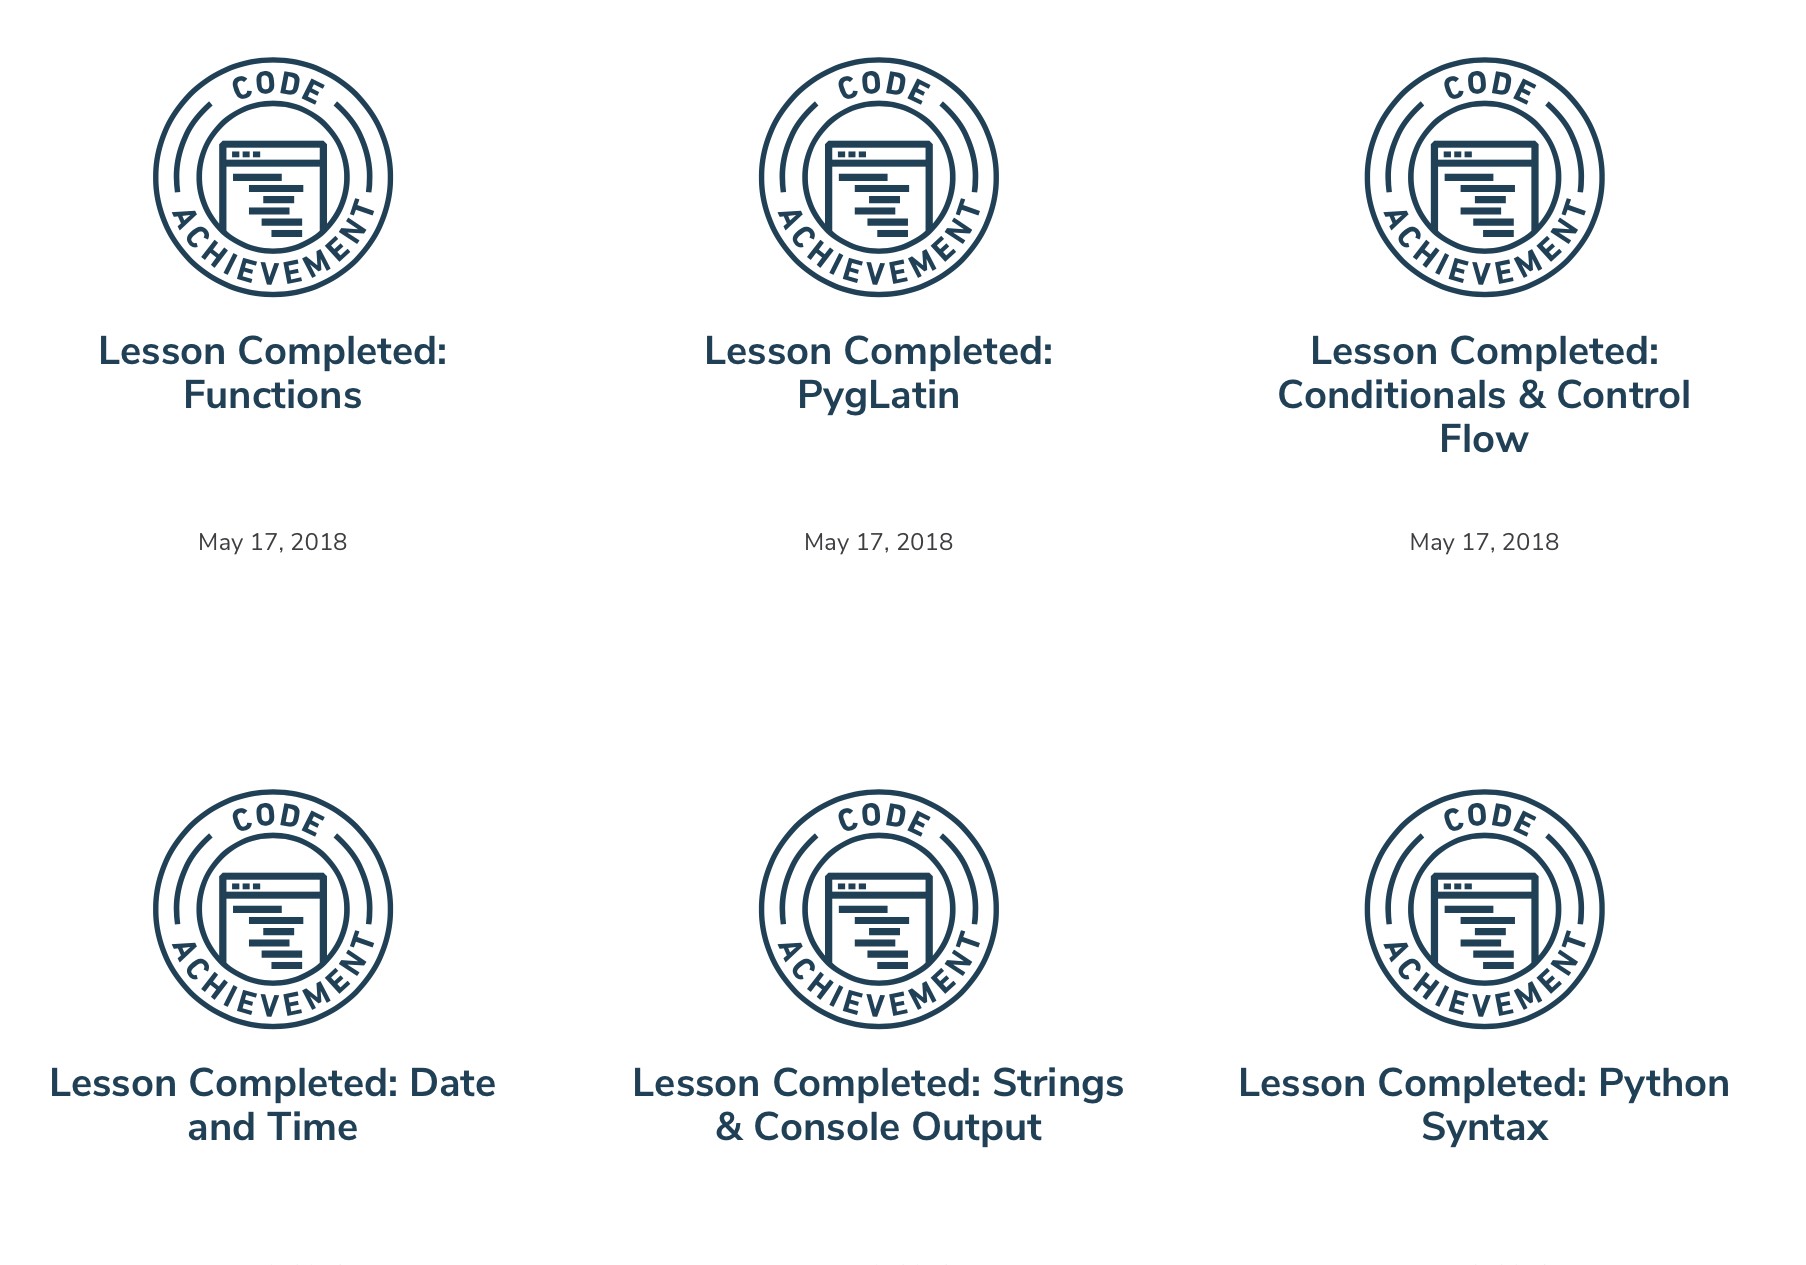 CODE
ACHIEVEMENT
Lesson Completed:
Functions
May 17, 2018
CODE
ACHIEVEMENT
Lesson Completed:
PygLatin
May 17, 2018
CODE
ACHIEVEMENT
Lesson Completed:
Conditionals & Control
Flow
May 17, 2018
CODE
ACHIEVEMENT
Lesson Completed: Date
and Time
CODE
ACHIEVEMENT
Lesson Completed: Strings
& Console Output
CODE
ACHIEVEMENT
Lesson Completed: Python
Syntax